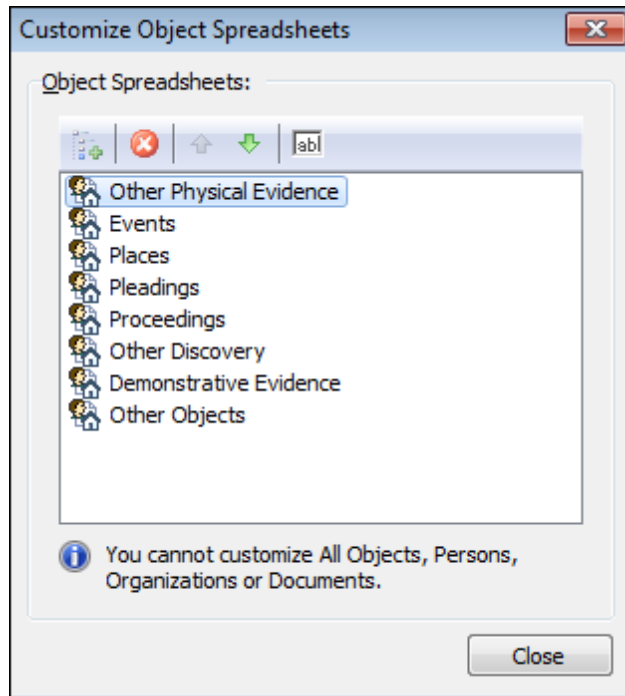 Customize Object Spreadsheets
Object Spreadsheets:
abl
Other Physical Evidence
Events
Places
Pleadings
Proceedings
Other Discovery
Demonstrative Evidence
Other Objects
You cannot customize All Objects, Persons,
Organizations or Documents.
Close